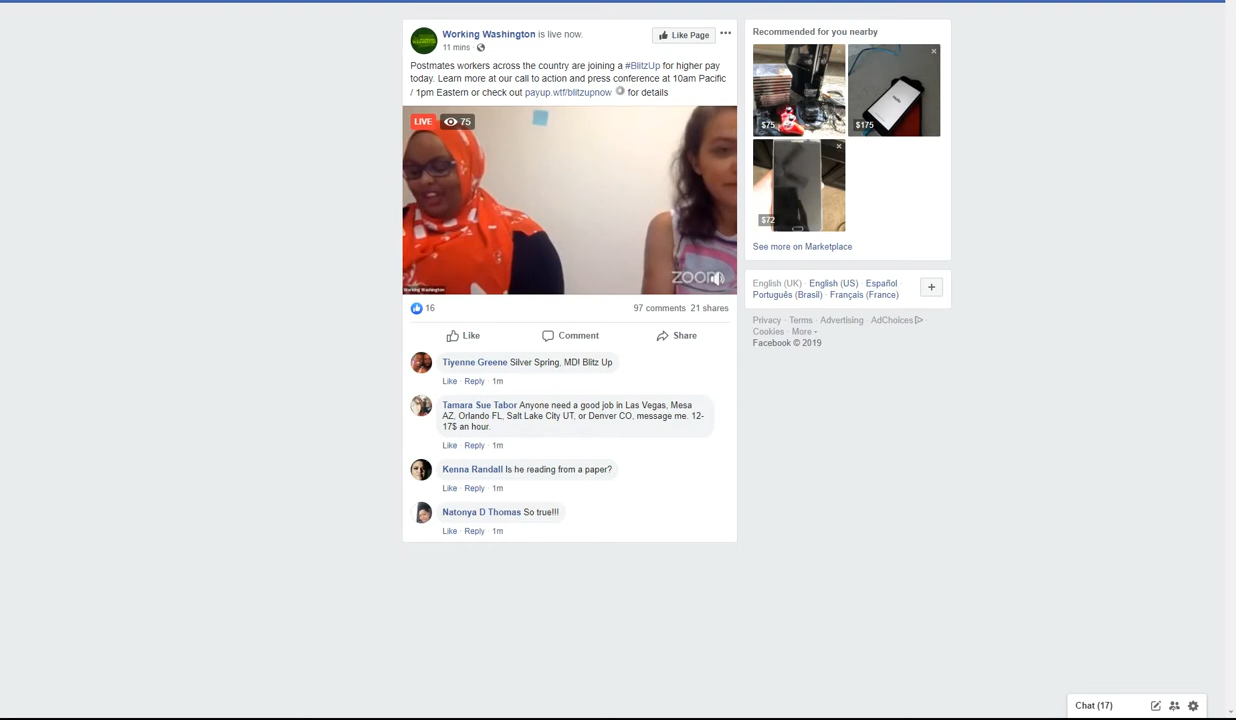 Working Washington is live now.
11 mins ·
Like Page
Postmates workers across the country are joining a #BlitzUp for higher pay
today. Learn more at our call to action and press conference at 10am Pacific
/ 1pm Eastern or check out payup.wtf/blitzupnow for details
LIVE 75
zoom
Working Washington
16
97 comments 21 shares
Like Comment Share
Tiyenne Greene Silver Spring, MD! Blitz Up
Like · Reply · 1m
Tamara Sue Tabor Anyone need a good job in Las Vegas, Mesa
AZ, Orlando FL, Salt Lake City UT, or Denver CO, message me. 12-
17$ an hour.
Like · Reply · 1m
Kenna Randall Is he reading from a paper?
Like · Reply · 1m
Natonya D Thomas So true!!!
Like · Reply · 1m
Recommended for you nearby
$75
$175
$72
See more on Marketplace
English (UK) · English (US) · Español ·
Português (Brasil) · Français (France)
Privacy · Terms · Advertising · AdChoices ·
Cookies · More
Facebook © 2019
Chat (17)